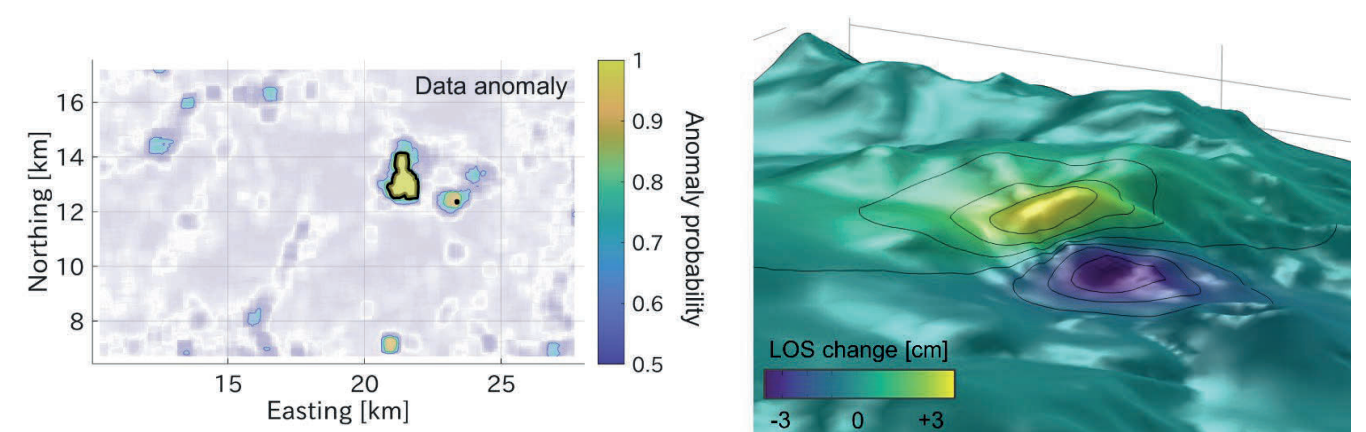 Data anomaly
16
14
12
10
8
Northing [km]
15
20
25
Easting [km]
1
0.9
0.8
0.7
0.6
0.5
Anomaly probability
LOS change [cm]
-3 0 +3